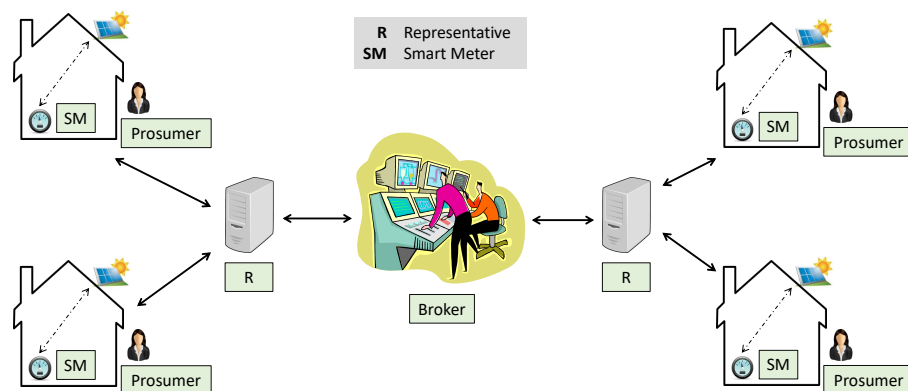 R Representative
SM Smart Meter
SM
Prosumer
SM
Prosumer
R
R
Broker
SM
Prosumer
SM
Prosumer